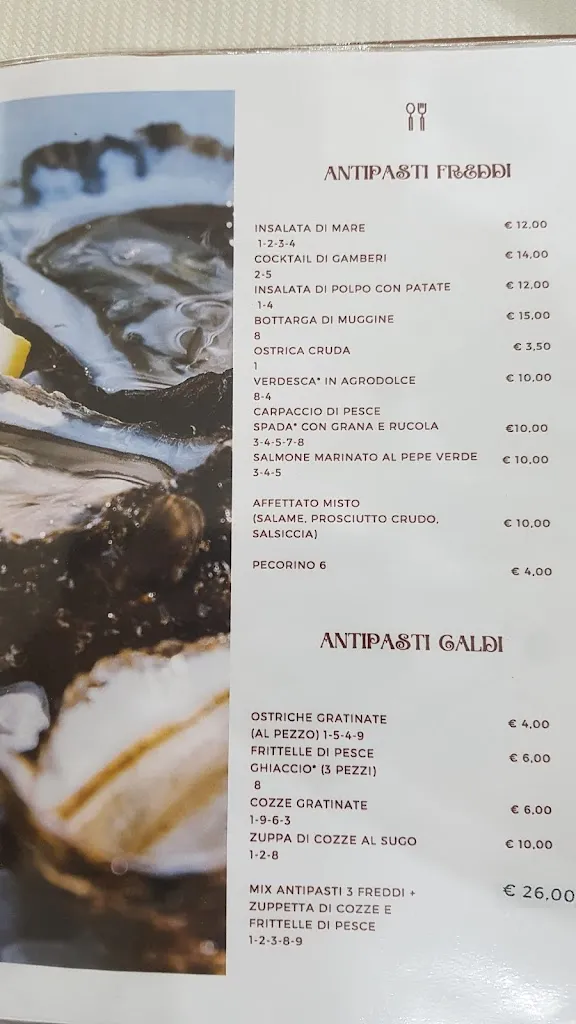 ANTIPASTI FREDDI
INSALATA DI MARE € 12,00
1-2-3-4
COCKTAIL DI GAMBERI € 14,00
2-5
INSALATA DI POLPO CON PATATE € 12,00
1-4
BOTTARGA DI MUGGINE € 15,00
8
OSTRICA CRUDA € 3,50
1
VERDESCA* IN AGRODOLCE € 10,00
8-4
CARPACCIO DI PESCE
SPADA* CON GRANA E RUCOLA €10,00
3-4-5-7-8
SALMONE MARINATO AL PEPE VERDE € 10,00
3-4-5
AFFETTATO MISTO
(SALAME, PROSCIUTTO CRUDO, € 10,00
SALSICCIA)
PECORINO 6 € 4,00
ANTIPASTI CALDI
OSTRICHE GRATINATE € 4,00
(AL PEZZO) 1-5-4-9
FRITTELLE DI PESCE € 6,00
GHIACCIO* (3 PEZZI)
8
COZZE GRATINATE € 6,00
1-9-6-3
ZUPPA DI COZZE AL SUGO € 10,00
1-2-8
MIX ANTIPASTI 3 FREDDI + € 26,00
ZUPPETTA DI COZZE E
FRITTELLE DI PESCE
1-2-3-8-9